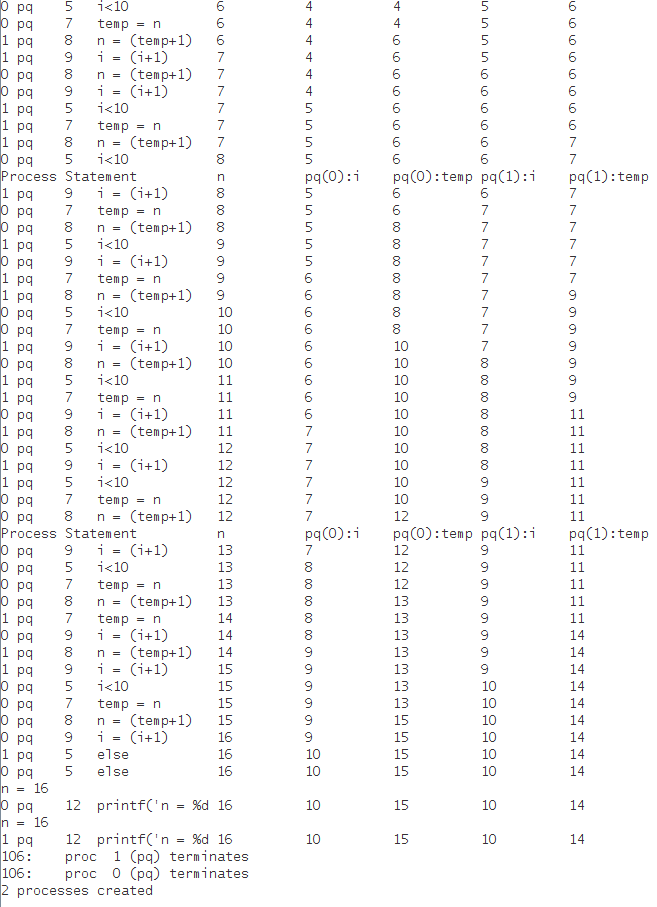 0 pq 5 i<10 6 4 4 5 6
0 pq 7 temp = n 6 4 4 5 6
1 pq 8 n = (temp+1) 6 4 6 5 6
1 pq 9 i = (i+1) 7 4 6 5 6
0 pq 8 n = (temp+1) 7 4 6 6 6
0 pq 9 i = (i+1) 7 4 6 6 6
1 pq 5 i<10 7 5 6 6 6
1 pq 7 temp = n 7 5 6 6 6
1 pq 8 n = (temp+1) 7 5 6 6 7
0 pq 5 i<10 8 5 6 6 7
Process Statement n pq(0):i pq(0):temp pq(1):i pq(1):temp
1 pq 9 i = (i+1) 8 5 6 6 7
0 pq 7 temp = n 8 5 6 7 7
0 pq 8 n = (temp+1) 8 5 8 7 7
1 pq 5 i<10 9 5 8 7 7
0 pq 9 i = (i+1) 9 5 8 7 7
1 pq 7 temp = n 9 6 8 7 7
1 pq 8 n = (temp+1) 9 6 8 7 9
0 pq 5 i<10 10 6 8 7 9
0 pq 7 temp = n 10 6 8 7 9
1 pq 9 i = (i+1) 10 6 10 7 9
0 pq 8 n = (temp+1) 10 6 10 8 9
1 pq 5 i<10 11 6 10 8 9
1 pq 7 temp = n 11 6 10 8 9
0 pq 9 i = (i+1) 11 6 10 8 11
1 pq 8 n = (temp+1) 11 7 10 8 11
0 pq 5 i<10 12 7 10 8 11
1 pq 9 i = (i+1) 12 7 10 8 11
1 pq 5 i<10 12 7 10 9 11
0 pq 7 temp = n 12 7 10 9 11
0 pq 8 n = (temp+1) 12 7 12 9 11
Process Statement n pq(0):i pq(0):temp pq(1):i pq(1):temp
0 pq 9 i = (i+1) 13 7 12 9 11
0 pq 5 i<10 13 8 12 9 11
0 pq 7 temp = n 13 8 12 9 11
0 pq 8 n = (temp+1) 13 8 13 9 11
1 pq 7 temp = n 14 8 13 9 11
0 pq 9 i = (i+1) 14 8 13 9 14
1 pq 8 n = (temp+1) 14 9 13 9 14
1 pq 9 i = (i+1) 15 9 13 9 14
0 pq 5 i<10 15 9 13 10 14
0 pq 7 temp = n 15 9 13 10 14
0 pq 8 n = (temp+1) 15 9 15 10 14
0 pq 9 i = (i+1) 16 9 15 10 14
1 pq 5 else 16 10 15 10 14
0 pq 5 else 16 10 15 10 14
n = 16
0 pq 12 printf('n = %d 16 10 15 10 14
n = 16
1 pq 12 printf('n = %d 16 10 15 10 14
106: proc 1 (pq) terminates
106: proc 0 (pq) terminates
2 processes created